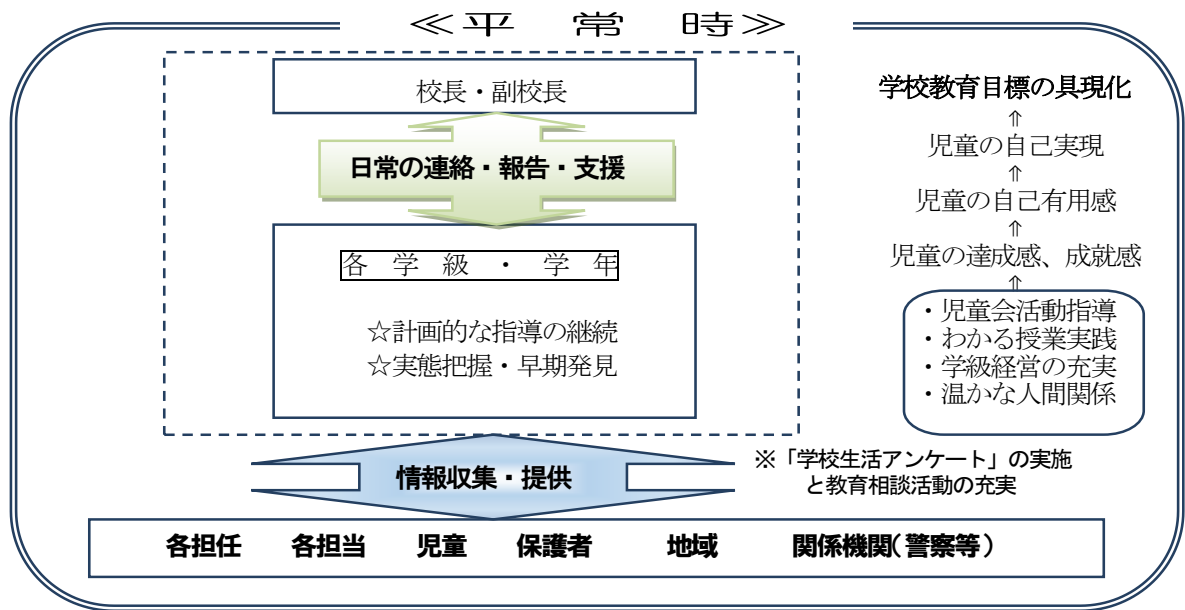 ≪平 常 時≫
校長・副校長
日常の連絡・報告・支援
各 学 級 ・ 学 年
☆計画的な指導の継続
☆実態把握・早期発見
情報収集・提供
各担任 各担当 児童 保護者 地域 関係機関(警察等)
学校教育目標の具現化
⇑
児童の自己実現
⇑
児童の自己有用感
⇑
児童の達成感、成就感
⇑
・児童会活動指導
・わかる授業実践
・学級経営の充実
・温かな人間関係
※「学校生活アンケート」の実施
と教育相談活動の充実